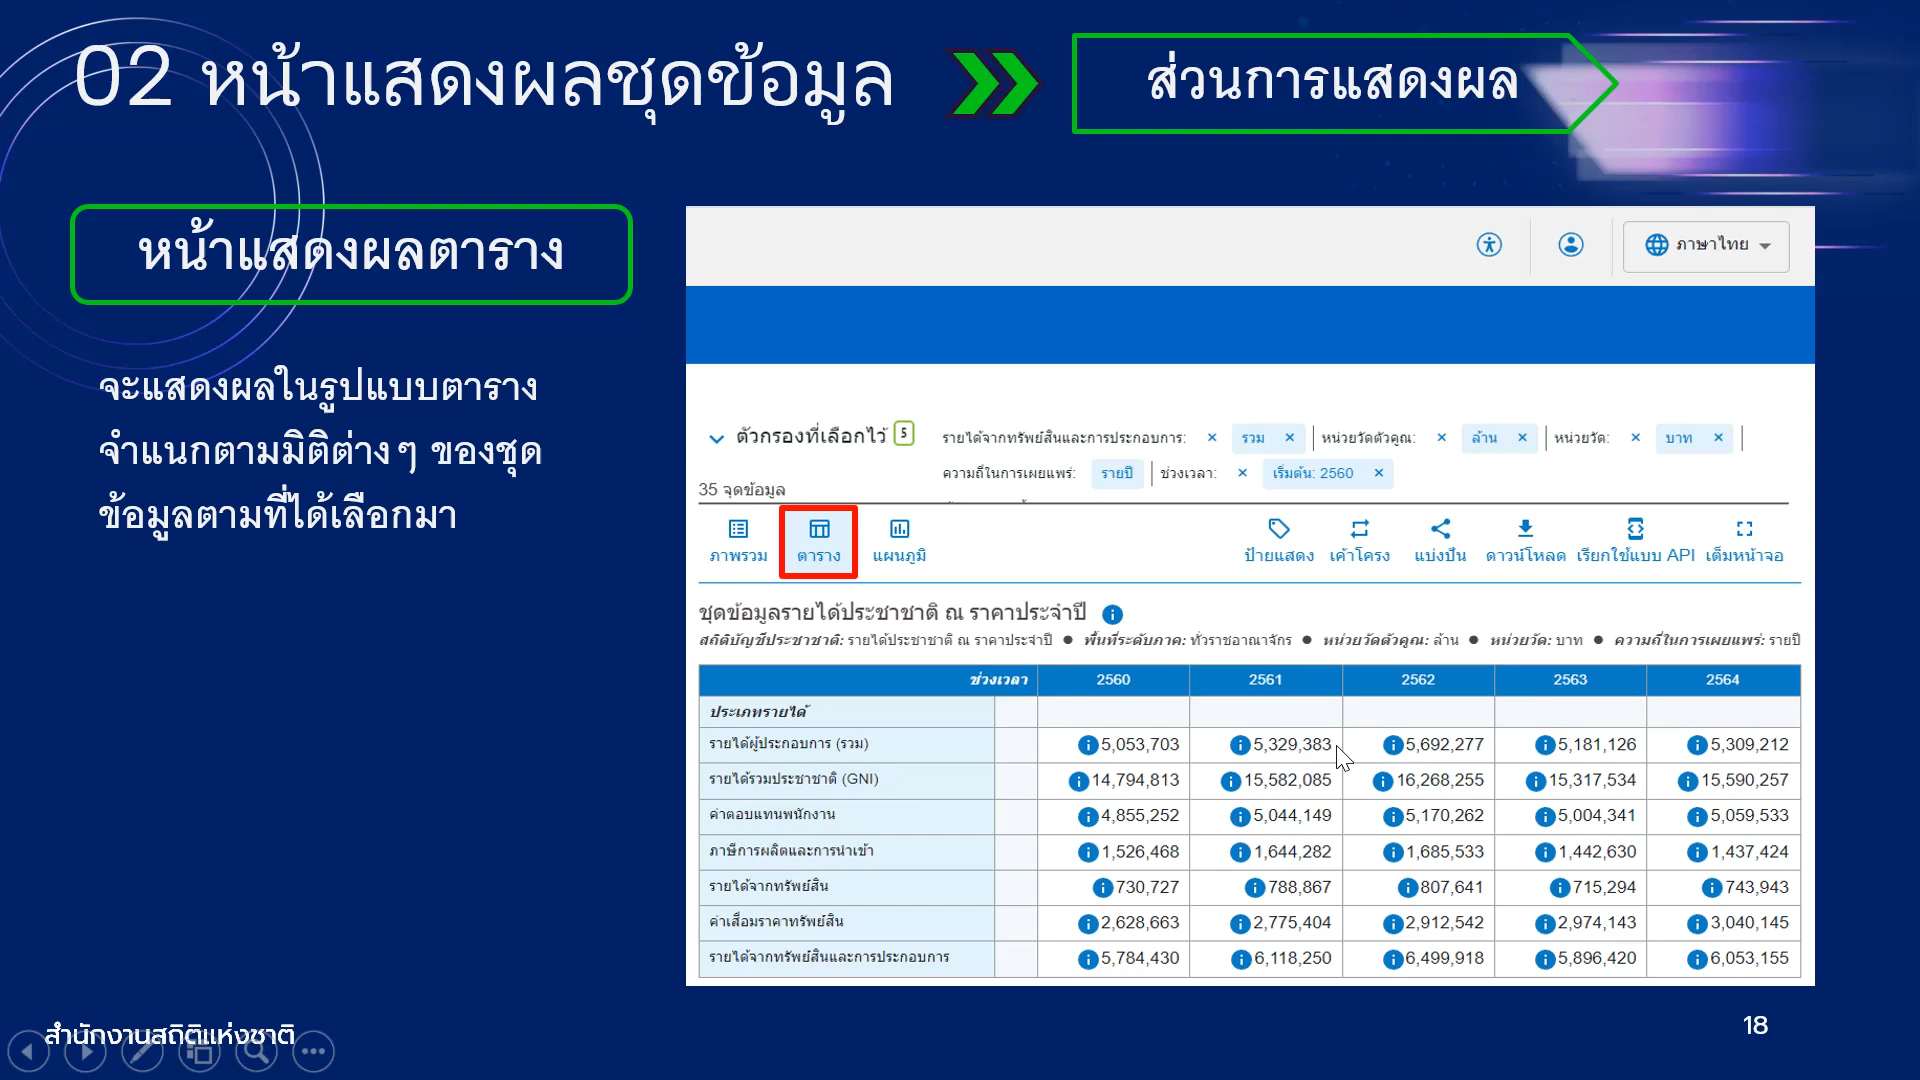 02 หน้าแสดงผลชุดข้อมูล
ส่วนการแสดงผล
หน้าแสดงผลตาราง
จะแสดงผลในรูปแบบตาราง
จำแนกตามมิติต่างๆ ของชุด
ข้อมูลตามที่ได้เลือกมา
ภาษาไทย
ตัวกรองที่เลือกไว้ 5
รายได้จากทรัพย์สินและการประกอบการ: × รวม × หน่วยวัดตัวคูณ: × ล้าน × หน่วยวัด: × บาท ×
ความถี่ในการเผยแพร่: รายปี ช่วงเวลา: × เริ่มต้น: 2560 ×
35 จุดข้อมูล
ภาพรวม ตาราง แผนภูมิ ป้ายแสดง เค้าโครง แบ่งปัน ดาวน์โหลด เรียกใช้แบบ API เต็มหน้าจอ
ชุดข้อมูลรายได้ประชาชาติ ณ ราคาประจำปี
สถิติบัญชีประชาชาติ: รายได้ประชาชาติ ณ ราคาประจำปี ● พื้นที่ระดับภาค: ทั่วราชอาณาจักร ● หน่วยวัดตัวคูณ: ล้าน ● หน่วยวัด: บาท ● ความถี่ในการเผยแพร่: รายปี
ช่วงเวลา 2560 2561 2562 2563 2564
ประเภทรายได้
รายได้ผู้ประกอบการ (รวม) 5,053,703 5,329,383 5,692,277 5,181,126 5,309,212
รายได้รวมประชาชาติ (GNI) 14,794,813 15,582,085 16,268,255 15,317,534 15,590,257
ค่าตอบแทนพนักงาน 4,855,252 5,044,149 5,170,262 5,004,341 5,059,533
ภาษีการผลิตและการนำเข้า 1,526,468 1,644,282 1,685,533 1,442,630 1,437,424
รายได้จากทรัพย์สิน 730,727 788,867 807,641 715,294 743,943
ค่าเสื่อมราคาทรัพย์สิน 2,628,663 2,775,404 2,912,542 2,974,143 3,040,145
รายได้จากทรัพย์สินและการประกอบการ 5,784,430 6,118,250 6,499,918 5,896,420 6,053,155
สำนักงานสถิติแห่งชาติ
18